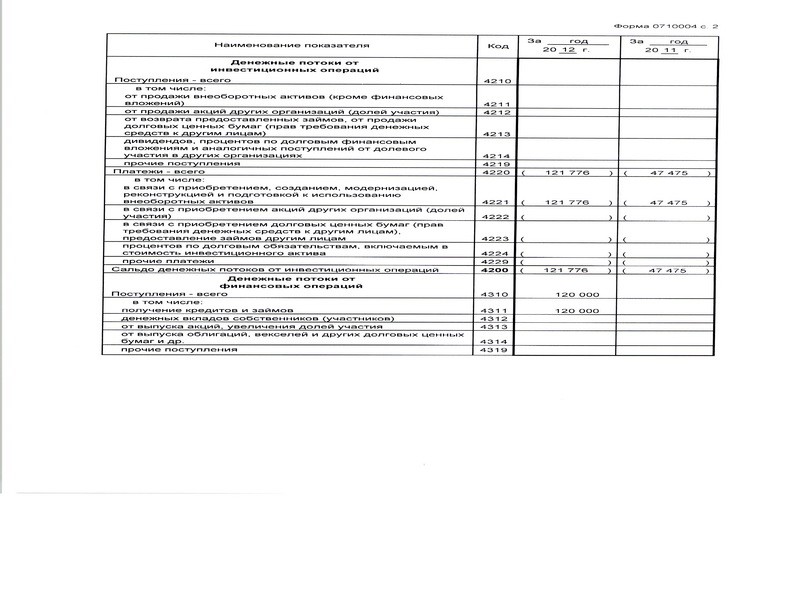 Форма 0710004 с. 2
Наименование показателя Код За ___ год 20 12 г. За ___ год 20 11 г.
Денежные потоки от
инвестиционных операций
Поступления - всего 4210
в том числе:
от продажи внеоборотных активов (кроме финансовых
вложений) 4211
от продажи акций других организаций (долей участия) 4212
от возврата предоставленных займов, от продажи
долговых ценных бумаг (прав требования денежных
средств к другим лицам) 4213
дивидендов, процентов по долговым финансовым
вложениям и аналогичных поступлений от долевого
участия в других организациях 4214
прочие поступления 4219
Платежи - всего 4220 ( 121 776 ) ( 47 475 )
в том числе:
в связи с приобретением, созданием, модернизацией,
реконструкцией и подготовкой к использованию
внеоборотных активов 4221 ( 121 776 ) ( 47 475 )
в связи с приобретением акций других организаций (долей
участия) 4222 ( ) ( )
в связи с приобретением долговых ценных бумаг (прав
требования денежных средств к другим лицам),
предоставление займов другим лицам 4223 ( ) ( )
процентов по долговым обязательствам, включаемым в
стоимость инвестиционного актива 4224 ( ) ( )
прочие платежи 4229 ( ) ( )
Сальдо денежных потоков от инвестиционных операций 4200 ( 121 776 ) ( 47 475 )
Денежные потоки от
финансовых операций
Поступления - всего 4310 120 000
в том числе:
получение кредитов и займов 4311 120 000
денежных вкладов собственников (участников) 4312
от выпуска акций, увеличения долей участия 4313
от выпуска облигаций, векселей и других долговых ценных
бумаг и др. 4314
прочие поступления 4319